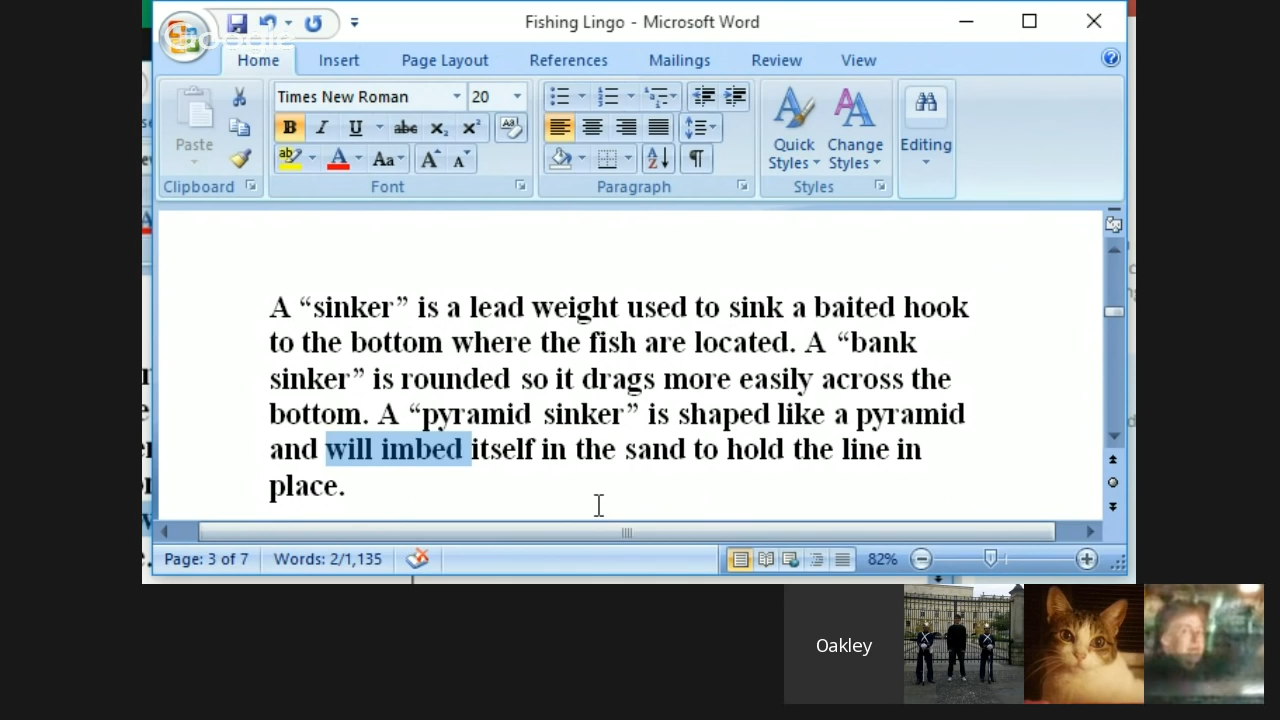 Fishing Lingo - Microsoft Word
Google
Home Insert Page Layout References Mailings Review View
Times New Roman 20
Paste
Quick Styles
Change Styles
Editing
Clipboard Font Paragraph Styles
A “sinker” is a lead weight used to sink a baited hook
to the bottom where the fish are located. A “bank
sinker” is rounded so it drags more easily across the
bottom. A “pyramid sinker” is shaped like a pyramid
and will imbed itself in the sand to hold the line in
place.
Page: 3 of 7 Words: 2/1,135 82%
Oakley